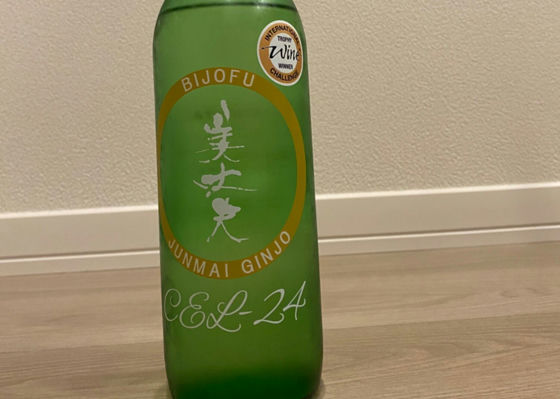 INTERNATIONAL
TROPHY
Wine
WINNER
CHALLENGE
BIJOFU
美丈夫
JUNMAI GINJO
CEL-24